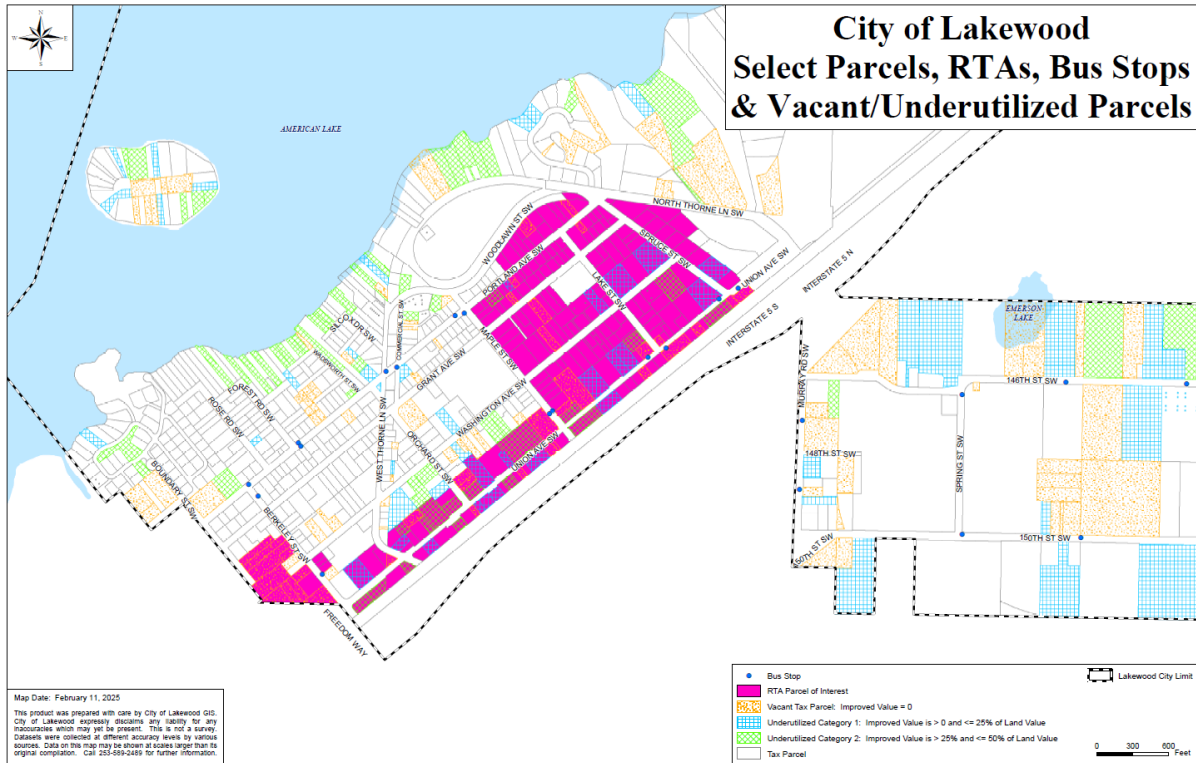 City of Lakewood
Select Parcels, RTAs, Bus Stops
& Vacant/Underutilized Parcels
N
W
E
S
AMERICAN LAKE
NORTH THORNE LN SW
WOODLAWN ST SW
PORTLAND AVE SW
SPRUCE ST SW
UNION AVE SW
INTERSTATE 5 N
LAKE ST SW
INTERSTATE 5 S
EMERSON
LAKE
SILCOX DR SW
COMMERCIAL ST SW
MAPLE ST SW
GRANT AVE SW
WADSWORTH ST SW
FOREST RD SW
ROSE RD SW
WASHINGTON AVE SW
WEST THORNE LN SW
ORCHARD ST SW
UNION AVE SW
BOUNDARY ST SW
BERKELEY ST SW
FREEDOM WAY
MURRAY RD SW
146TH ST SW
148TH ST SW
SPRING ST SW
150TH ST SW
150TH ST SW
Map Date: February 11, 2025
This product was prepared with care by City of Lakewood GIS.
City of Lakewood expressly disclaims any liability for any
inaccuracies which may yet be present. This is not a survey.
Datasets were collected at different accuracy levels by various
sources. Data on this map may be shown at scales larger than its
original compilation. Call 253-589-2489 for further information.
Bus Stop
RTA Parcel of Interest
Vacant Tax Parcel: Improved Value = 0
Underutilized Category 1: Improved Value is > 0 and <= 25% of Land Value
Underutilized Category 2: Improved Value is > 25% and <= 50% of Land Value
Tax Parcel
Lakewood City Limit
0 300 600
Feet